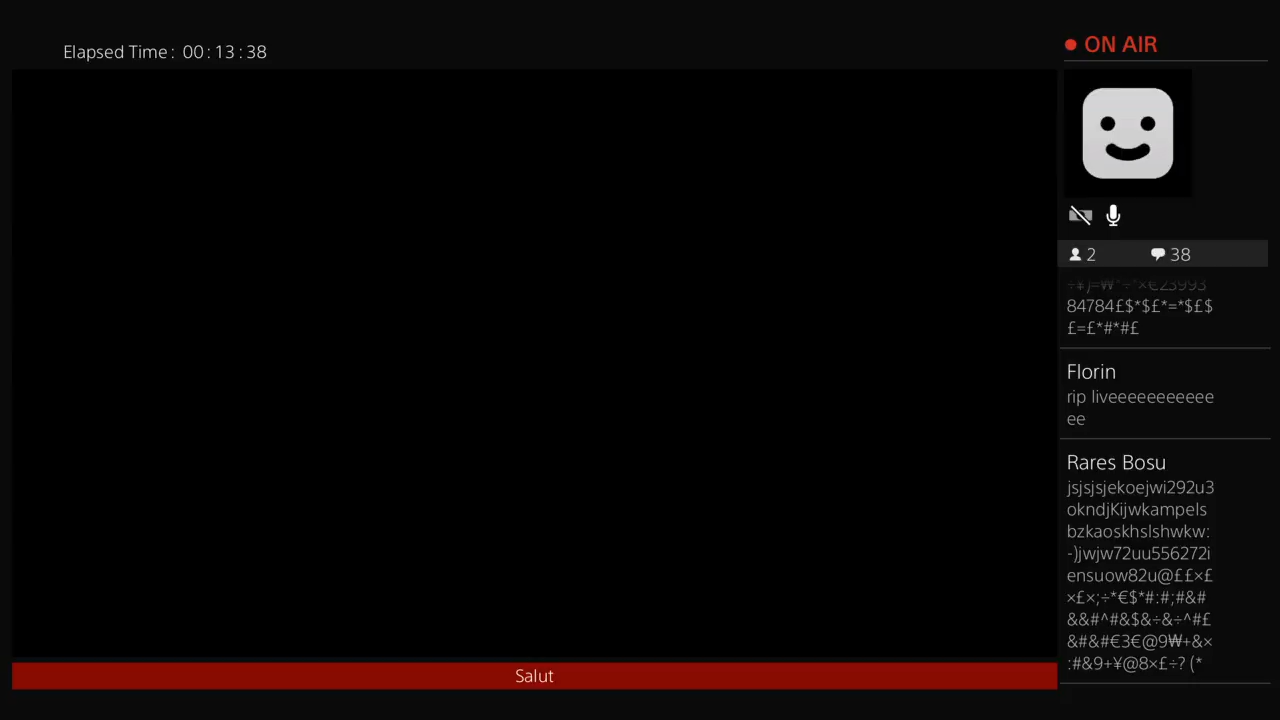 Elapsed Time: 00:13:38
ON AIR
2
38
84784£$*$£*=*$£$
£=£*#*#£
Florin
rip liveeeeeeeeeee
ee
Rares Bosu
jsjsjsjekoejwi292u3
okndjKijwkampels
bzkaoskhslshwkw:
-)jwjw72uu556272i
ensuow82u@££×£
×£×;÷*€$*#:#;#&#
&&#^#&$&÷&÷^#£
&#&#€3€@9₩+&×
:#&9+¥@8×£÷? (*
Salut